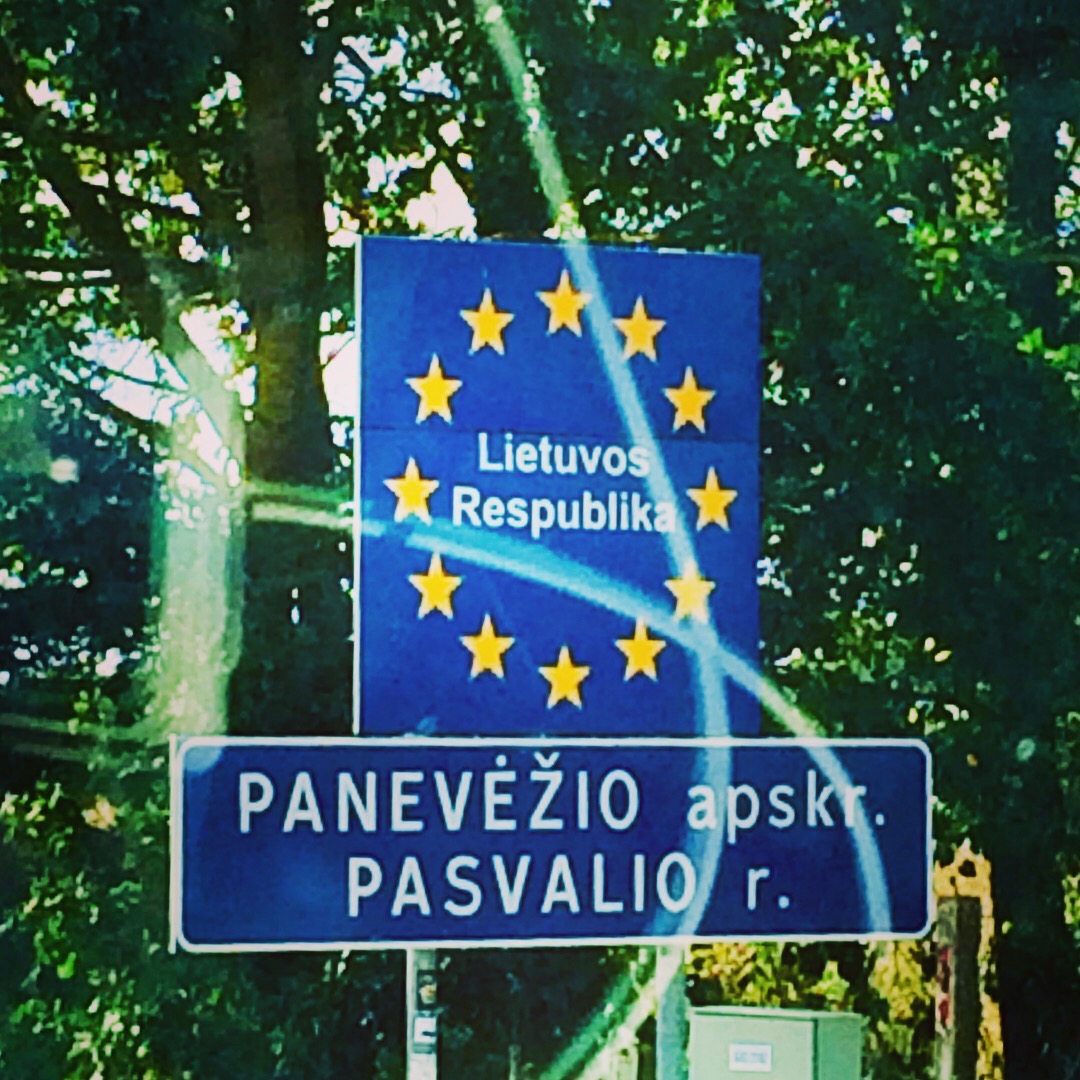 Lietuvos
Respublika
PANEVĖŽIO apskr.
PASVALIO r.